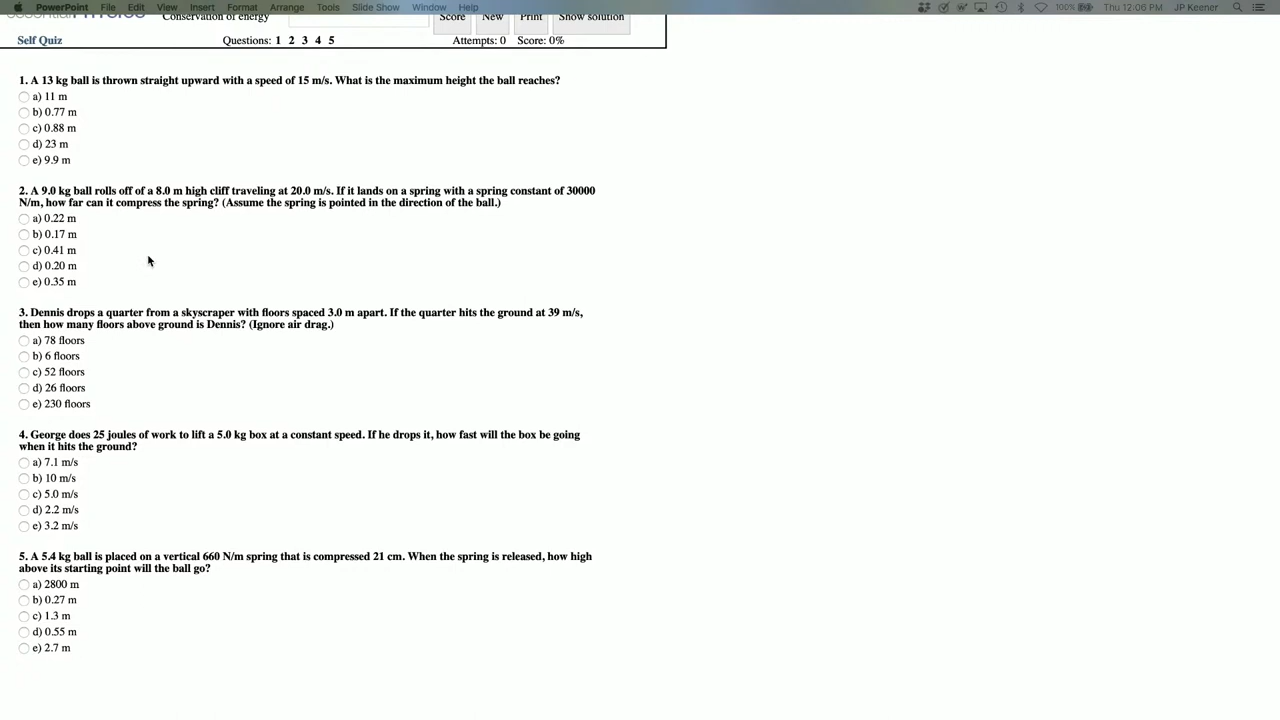 PowerPoint File Edit View Insert Format Arrange Tools Slide Show Window Help 100% Thu 12:06 PM JP Keener
Conservation of energy Score New Print Show solution
Self Quiz Questions: 1 2 3 4 5 Attempts: 0 Score: 0%
1. A 13 kg ball is thrown straight upward with a speed of 15 m/s. What is the maximum height the ball reaches?
a) 11 m
b) 0.77 m
c) 0.88 m
d) 23 m
e) 9.9 m
2. A 9.0 kg ball rolls off of a 8.0 m high cliff traveling at 20.0 m/s. If it lands on a spring with a spring constant of 30000
N/m, how far can it compress the spring? (Assume the spring is pointed in the direction of the ball.)
a) 0.22 m
b) 0.17 m
c) 0.41 m
d) 0.20 m
e) 0.35 m
3. Dennis drops a quarter from a skyscraper with floors spaced 3.0 m apart. If the quarter hits the ground at 39 m/s,
then how many floors above ground is Dennis? (Ignore air drag.)
a) 78 floors
b) 6 floors
c) 52 floors
d) 26 floors
e) 230 floors
4. George does 25 joules of work to lift a 5.0 kg box at a constant speed. If he drops it, how fast will the box be going
when it hits the ground?
a) 7.1 m/s
b) 10 m/s
c) 5.0 m/s
d) 2.2 m/s
e) 3.2 m/s
5. A 5.4 kg ball is placed on a vertical 660 N/m spring that is compressed 21 cm. When the spring is released, how high
above its starting point will the ball go?
a) 2800 m
b) 0.27 m
c) 1.3 m
d) 0.55 m
e) 2.7 m